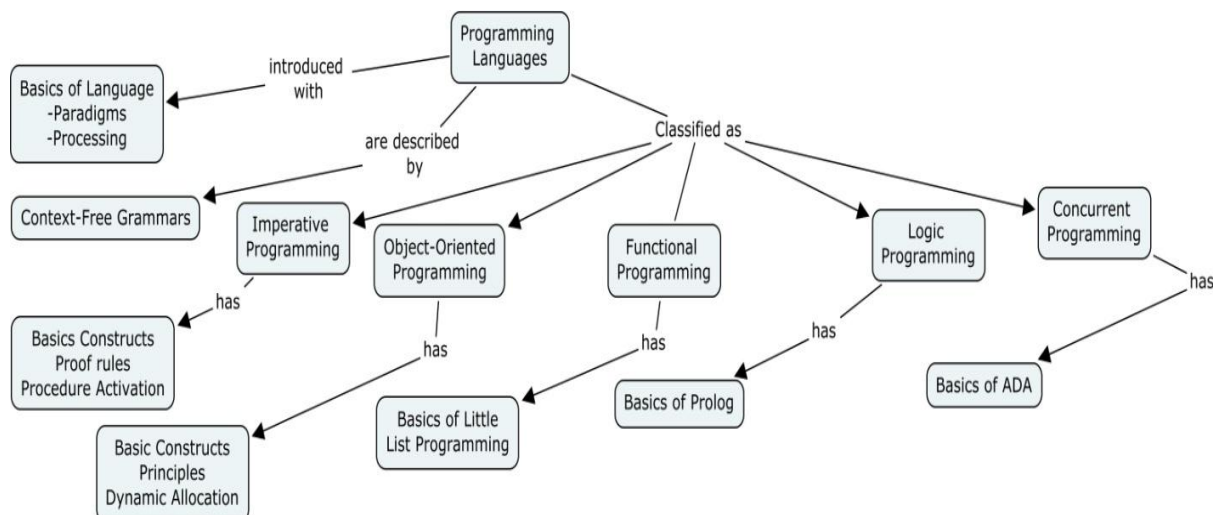 Programming
Languages
introduced
with
Basics of Language
-Paradigms
-Processing
are described
by
Classified as
Context-Free Grammars
Imperative
Programming
Object-Oriented
Programming
Functional
Programming
Logic
Programming
Concurrent
Programming
has
has
has
has
has
Basics Constructs
Proof rules
Procedure Activation
Basic Constructs
Principles
Dynamic Allocation
Basics of Little
List Programming
Basics of Prolog
Basics of ADA